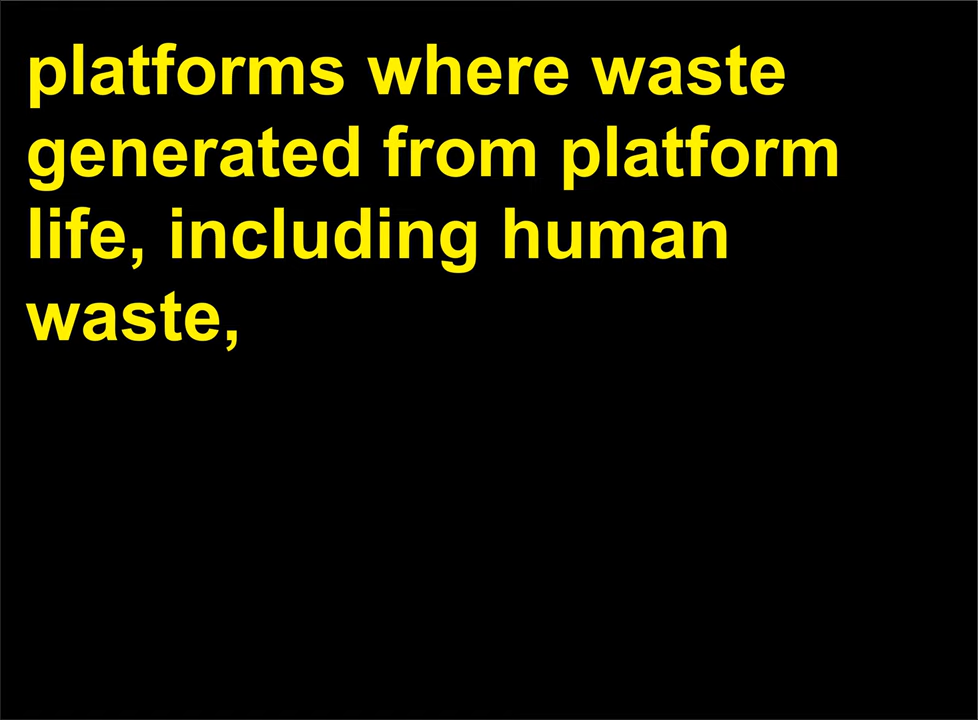 platforms where waste
generated from platform
life, including human
waste,